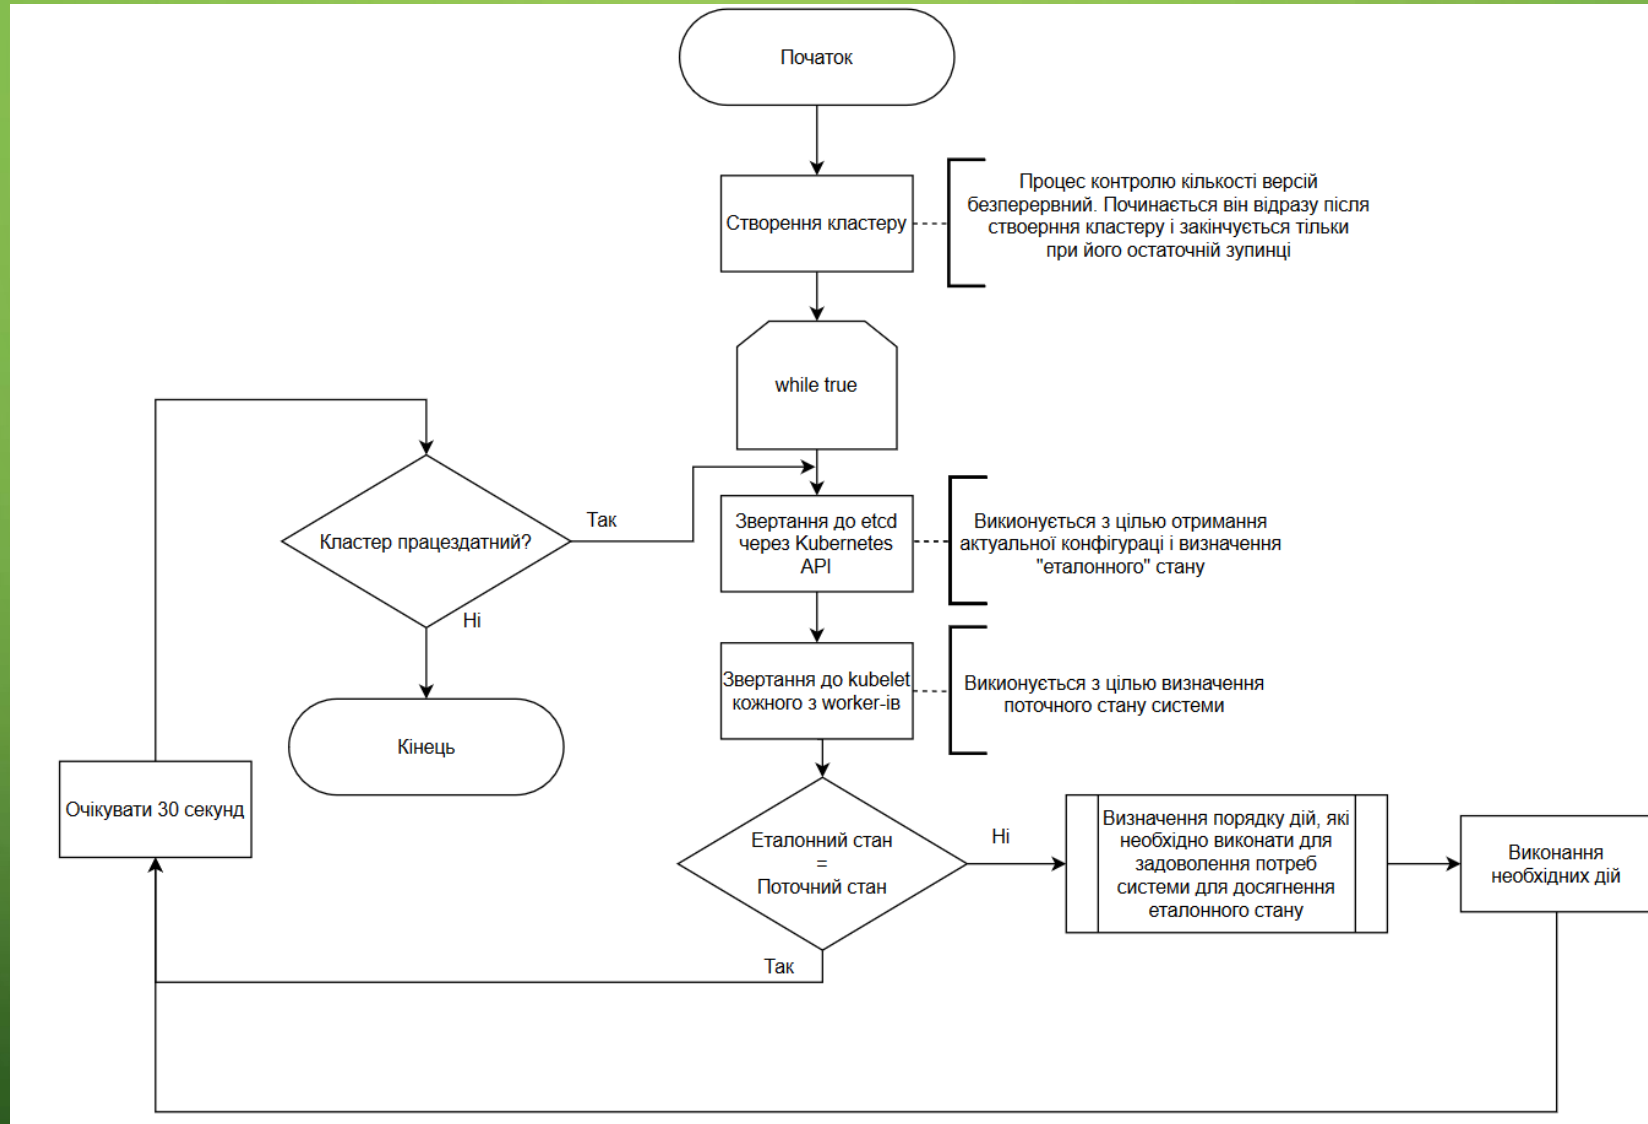 Початок
Створення кластеру
Процес контролю кількості версій
безперервний. Починається він відразу після
ствоерння кластеру і закінчується тільки
при його остаточній зупинці
while true
Кластер працездатний?
Так
Ні
Кінець
Звертання до etcd
через Kubernetes
API
Викионується з цілью отримання
актуальної конфігураці і визначення
"еталонного" стану
Звертання до kubelet
кожного з worker-ів
Викионується з цілью визначення
поточного стану системи
Очікувати 30 секунд
Еталонний стан
=
Поточний стан
Ні
Так
Визначення порядку дій, які
необхідно виконати для
задоволення потреб
системи для досягнення
еталонного стану
Виконання
необхідних дій